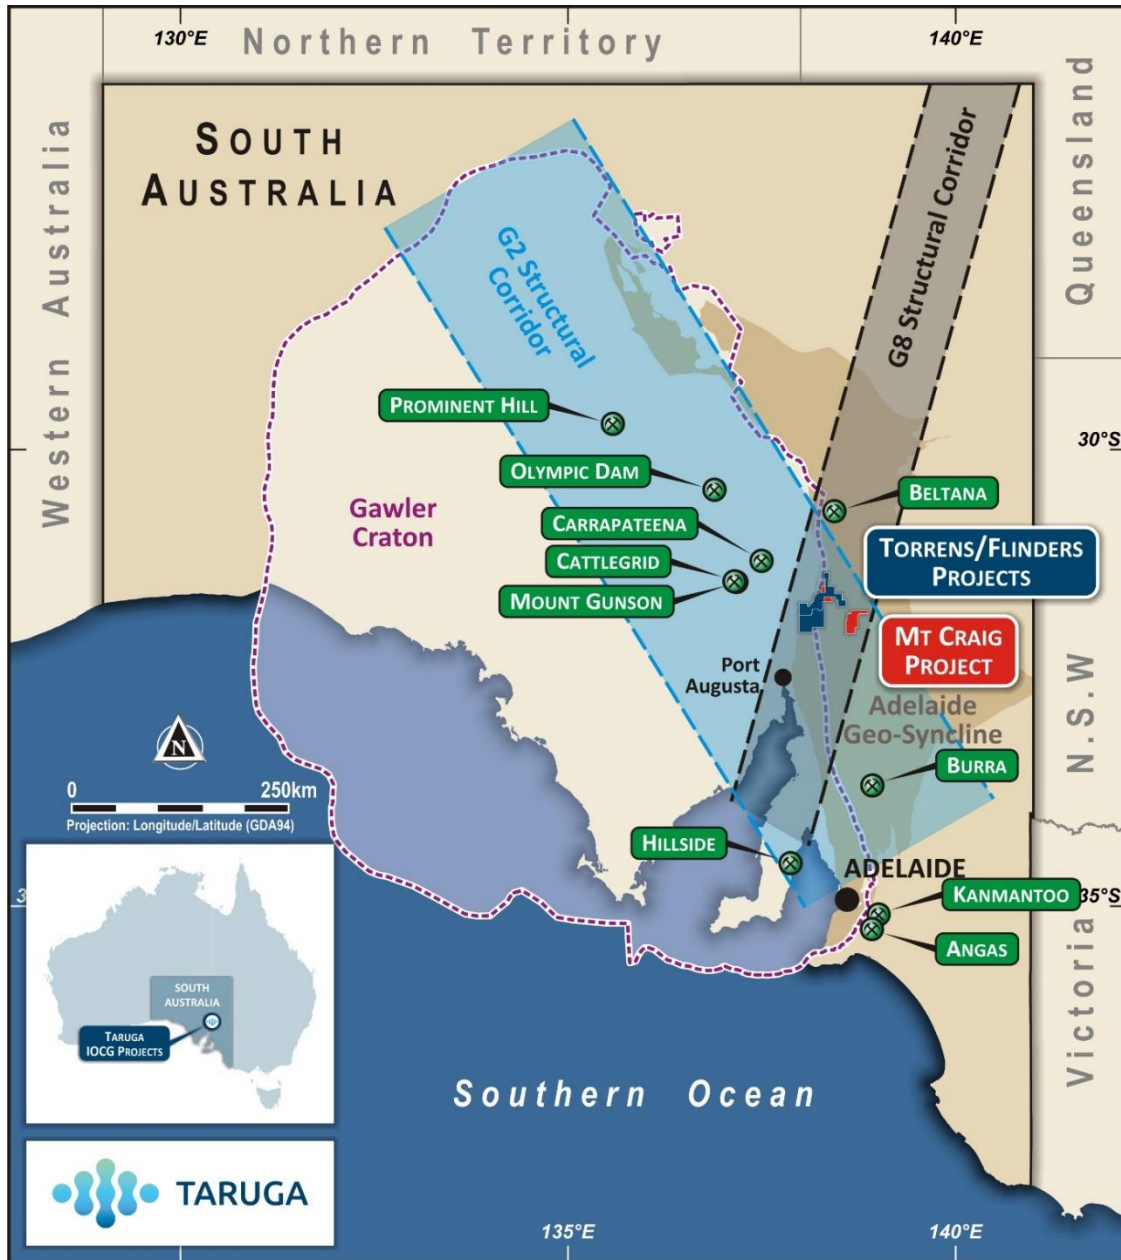 130°E
140°E
Northern Territory
SOUTH
AUSTRALIA
Western Australia
Queensland
G2 Structural
Corridor
G8 Structural Corridor
PROMINENT HILL
30°S
OLYMPIC DAM
BELTANA
Gawler
Craton
CARRAPATEENA
CATTLEGRID
MOUNT GUNSON
TORRENS/FLINDERS
PROJECTS
MT CRAIG
PROJECT
Port
Augusta
Adelaide
Geo-Syncline
N.S.W
N
BURRA
0 250km
Projection: Longitude/Latitude (GDA94)
HILLSIDE
ADELAIDE
KANMANTOO
35°S
ANGAS
Victoria
SOUTH
AUSTRALIA
TARUGA
IOCG PROJECTS
Southern Ocean
TARUGA
135°E
140°E